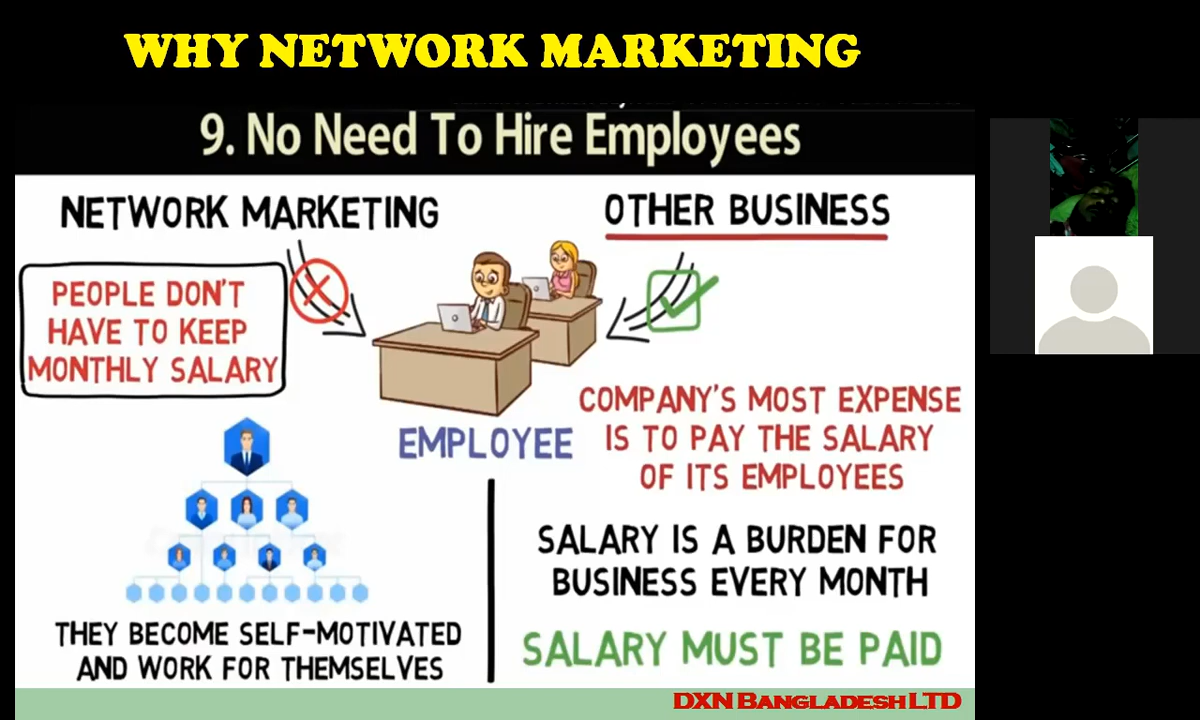 WHY NETWORK MARKETING
9. No Need To Hire Employees
NETWORK MARKETING
PEOPLE DON'T
HAVE TO KEEP
MONTHLY SALARY
OTHER BUSINESS
EMPLOYEE
COMPANY'S MOST EXPENSE
IS TO PAY THE SALARY
OF ITS EMPLOYEES
THEY BECOME SELF-MOTIVATED
AND WORK FOR THEMSELVES
SALARY IS A BURDEN FOR
BUSINESS EVERY MONTH
SALARY MUST BE PAID
DXN BANGLADESH LTD